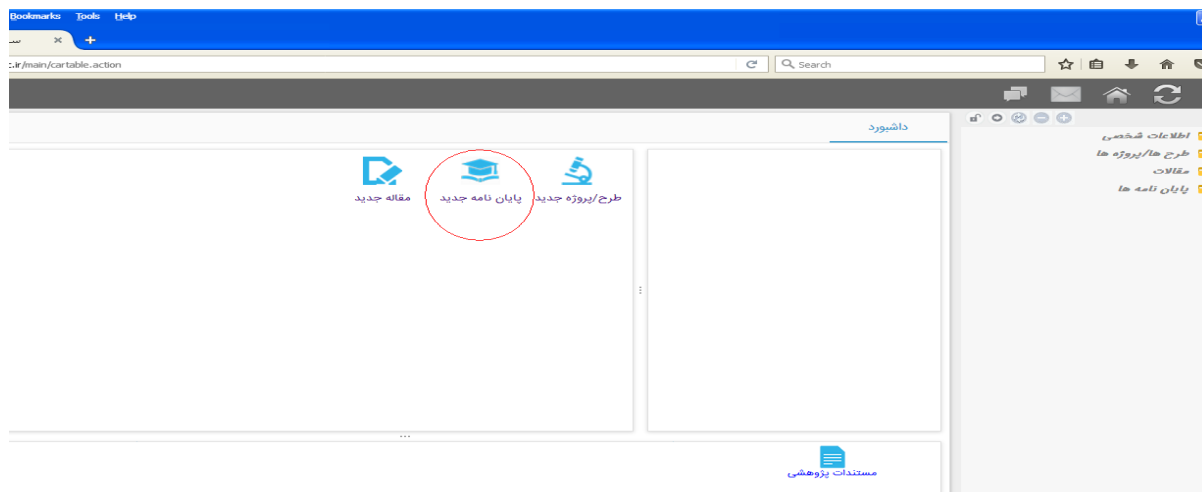 Bookmarks Tools Help
:.ir/main/cartable.action
Search
داشبورد
طرح/پروژه جدید
پایان نامه جدید
مقاله جدید
اطلاعات شخصی
طرح ها/پروژه ها
مقالات
پایان نامه ها
مستندات پژوهشی